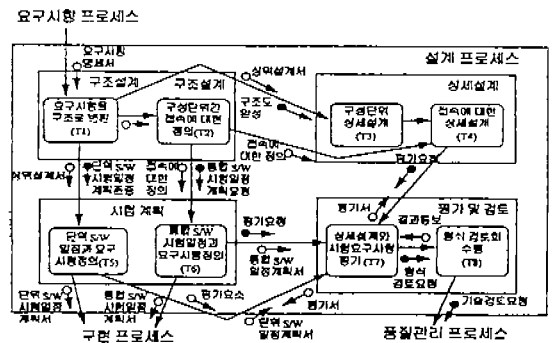 요구사항 프로세스
설계 프로세스
요구사항
명세서
구조설계
구조설계
상위설계서
상세설계
요구사항을
구조로 변환
(T1)
구성단위간
접속에 대한
정의 (T2)
구조도
완성
구성단위
상세설계
(T3)
접속에 대한
상세설계
(T4)
상위설계서
단위 S/W
시험일정
접속에
대한
정의
통합 S/W
시험일정
계획요청
접속에
대한 정의
평가요청
시험 계획
평가서
평가 및 검토
단위 S/W
일정과 요구
시험정의 (T5)
통합 S/W
시험일정과
요구시험정의
(T6)
평가요청
통합 S/W
일정계획서
상세설계와
시험요구사항
평가 (T7)
결과통보
형식
검토요청
형식 검토회
수행
(T8)
단위 S/W
시험일정
계획서
통합 S/W
시험일정
계획서
평가요소
평가서
단위 S/W
일정계획서
기술검토요청
구현 프로세스
품질관리 프로세스